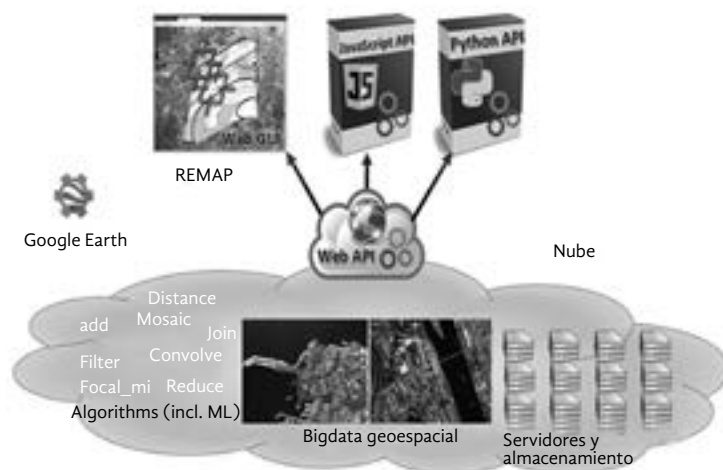 JavaScript API
JS
Python API
Web GUI
REMAP
Google Earth
Web API
Nube
Distance
add
Mosaic
Join
Filter
Convolve
Focal_mi
Reduce
Algorithms (incl. ML)
Bigdata geoespacial
Servidores y
almacenamiento